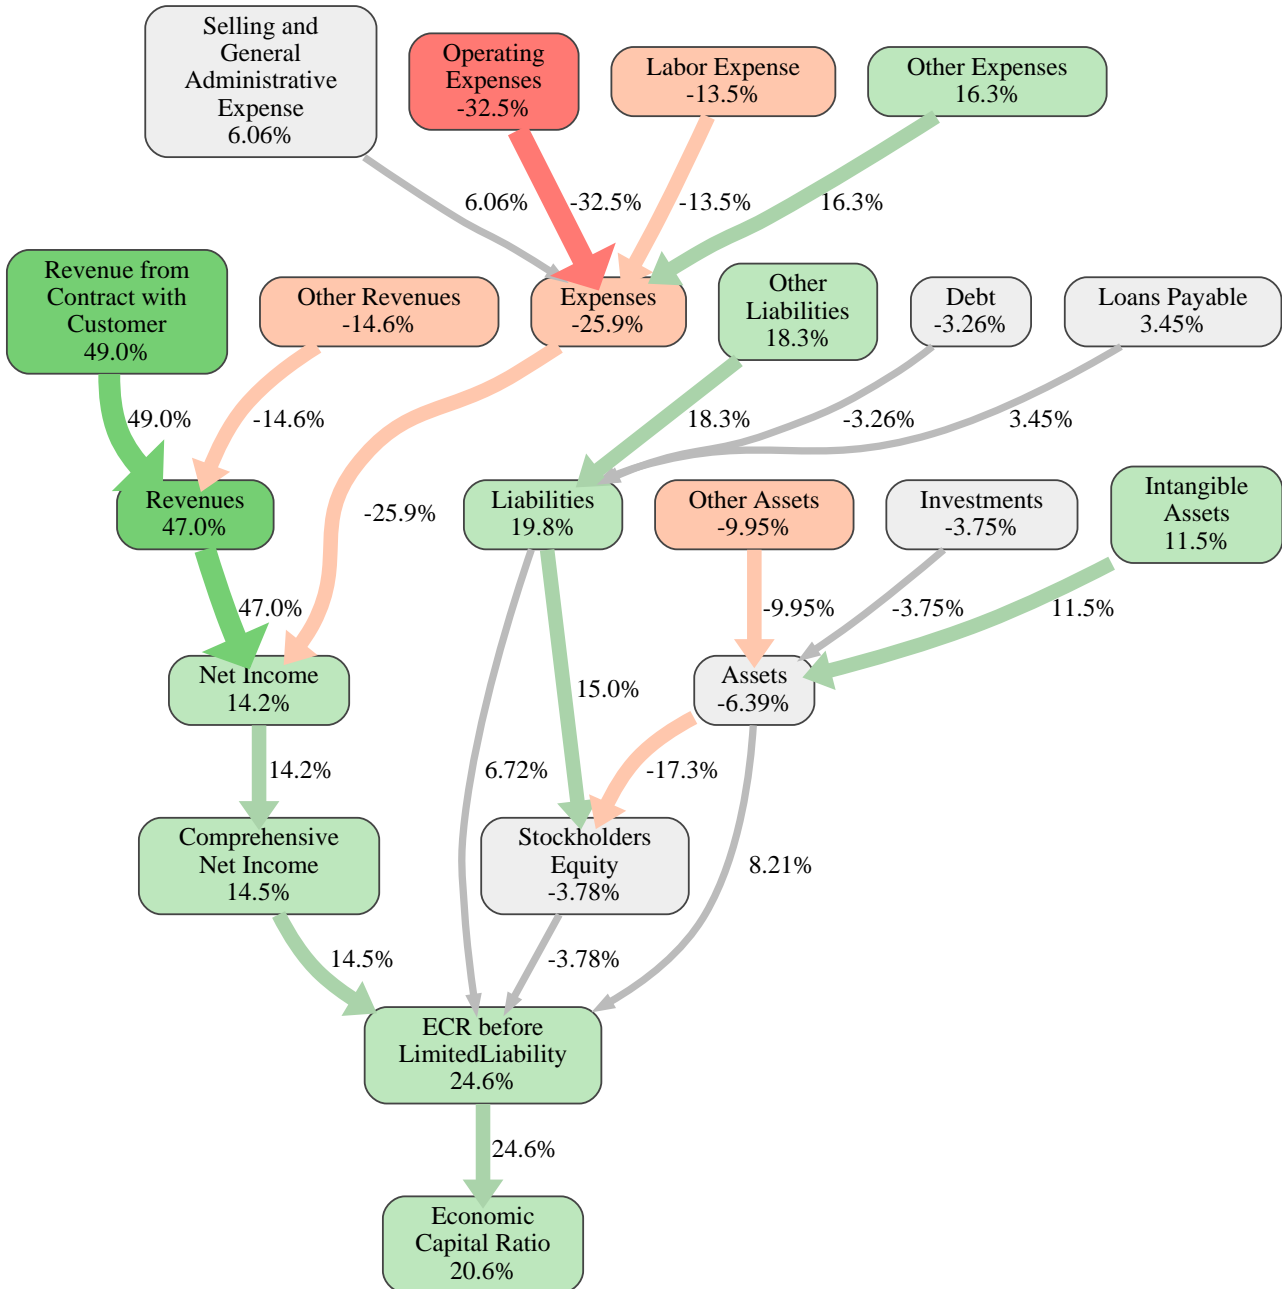 Selling and
General
Administrative
Expense
6.06%
Operating
Expenses
-32.5%
Labor Expense
-13.5%
Other Expenses
16.3%
6.06%
-32.5%
-13.5%
16.3%
Revenue from
Contract with
Customer
49.0%
Other Revenues
-14.6%
Expenses
-25.9%
Other
Liabilities
18.3%
Debt
-3.26%
Loans Payable
3.45%
49.0%
-14.6%
-25.9%
18.3%
-3.26%
3.45%
Revenues
47.0%
Liabilities
19.8%
Other Assets
-9.95%
Investments
-3.75%
Intangible
Assets
11.5%
47.0%
-9.95%
-3.75%
11.5%
Net Income
14.2%
15.0%
Assets
-6.39%
14.2%
6.72%
-17.3%
8.21%
Comprehensive
Net Income
14.5%
Stockholders
Equity
-3.78%
14.5%
-3.78%
ECR before
LimitedLiability
24.6%
24.6%
Economic
Capital Ratio
20.6%